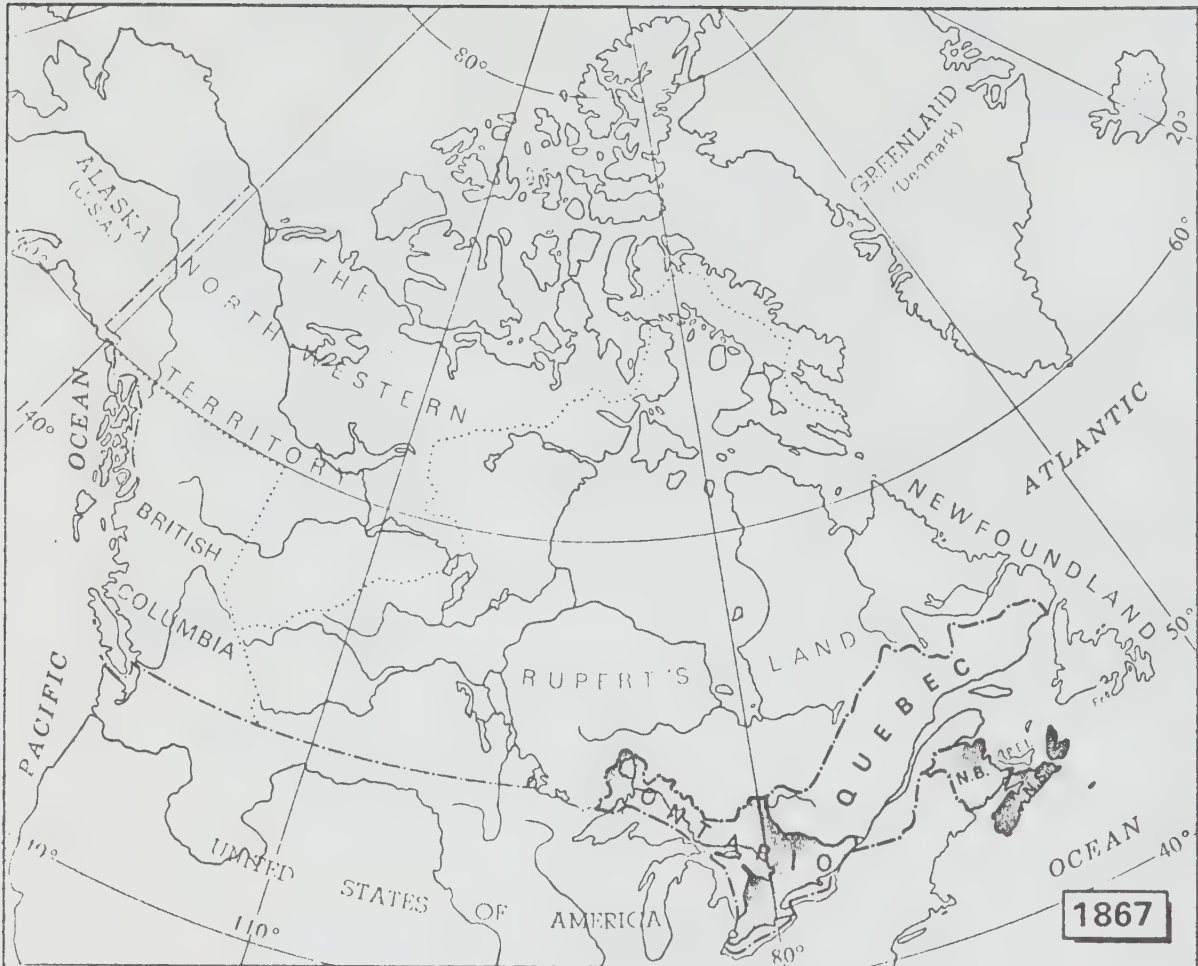 80°
20°
GREENLAND
(Denmark)
ALASKA
(U.S.A.)
60°
THE
NORTH WESTERN
TERRITORY
140°
PACIFIC OCEAN
BRITISH
COLUMBIA
ATLANTIC
OCEAN
NEWFOUNDLAND
50°
RUPERT'S LAND
QUEBEC
ONTARIO
N.B.
P.E.I.
N.S.
UNITED STATES OF AMERICA
40°
40°
110°
80°
1867